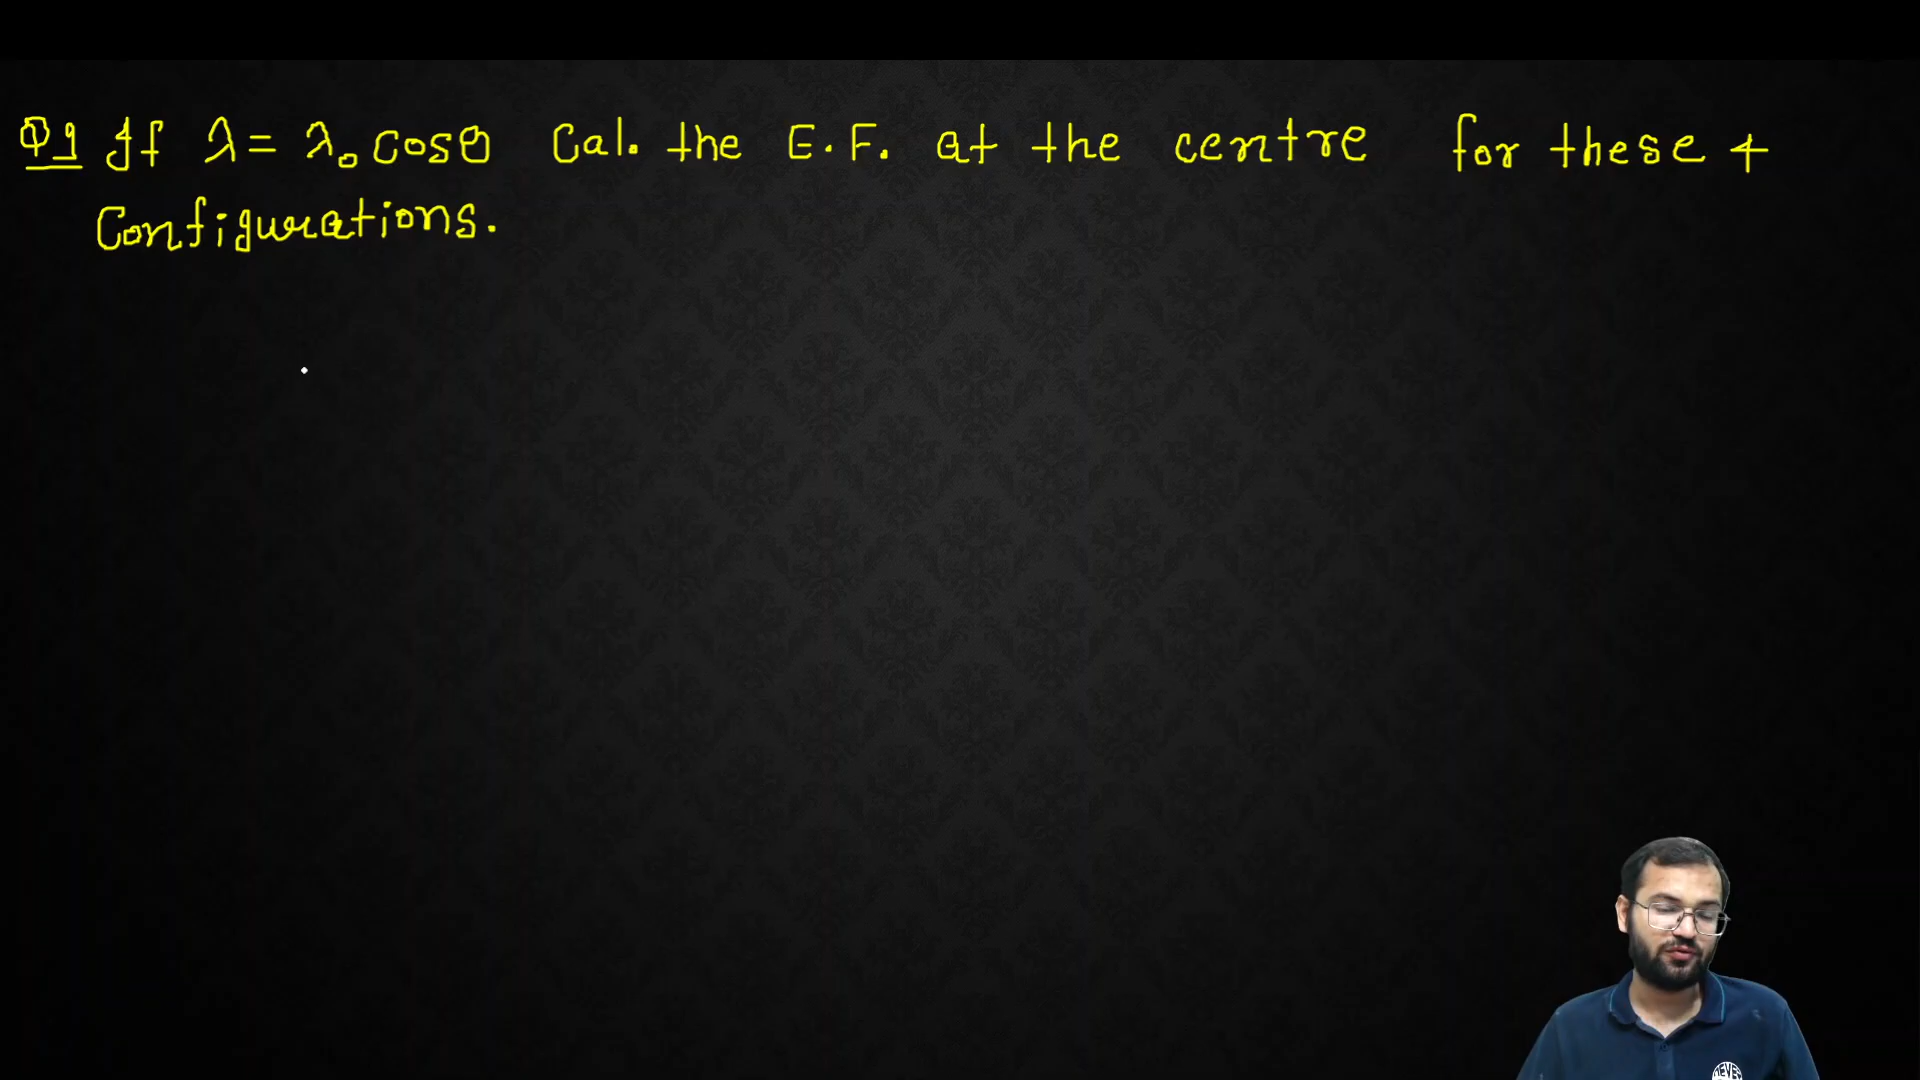 Q1 If λ = λ₀ cosθ Cal. the E.F. at the centre for these 4
Configurations.